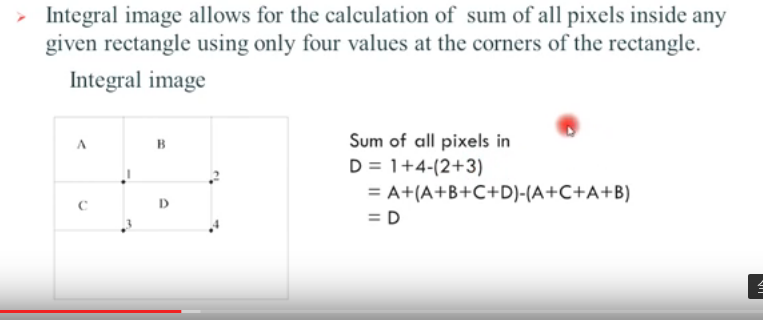 Integral image allows for the calculation of sum of all pixels inside any
given rectangle using only four values at the corners of the rectangle.
Integral image
A B
1 2
C D
3 4
Sum of all pixels in
D = 1+4-(2+3)
= A+(A+B+C+D)-(A+C+A+B)
= D